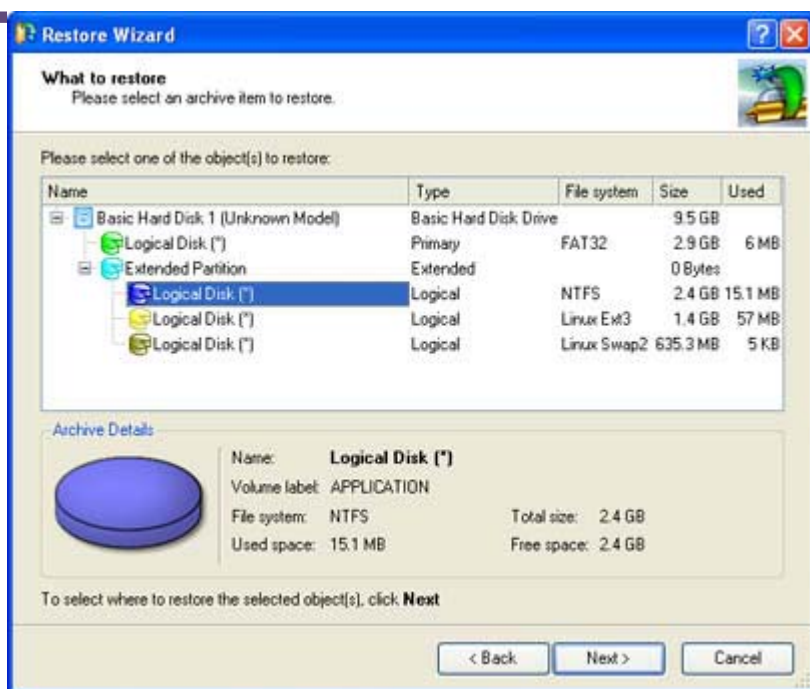 Restore Wizard
What to restore
Please select an archive item to restore.
Please select one of the object(s) to restore:
Name Type File system Size Used
Basic Hard Disk 1 (Unknown Model) Basic Hard Disk Drive 9.5 GB
Logical Disk (*) Primary FAT32 2.9 GB 6 MB
Extended Partition Extended 0 Bytes
Logical Disk (*) Logical NTFS 2.4 GB 15.1 MB
Logical Disk (*) Logical Linux Ext3 1.4 GB 57 MB
Logical Disk (*) Logical Linux Swap2 635.3 MB 5 KB
Archive Details
Name: Logical Disk (*)
Volume label: APPLICATION
File system: NTFS Total size: 2.4 GB
Used space: 15.1 MB Free space: 2.4 GB
To select where to restore the selected object(s), click Next
< Back Next > Cancel